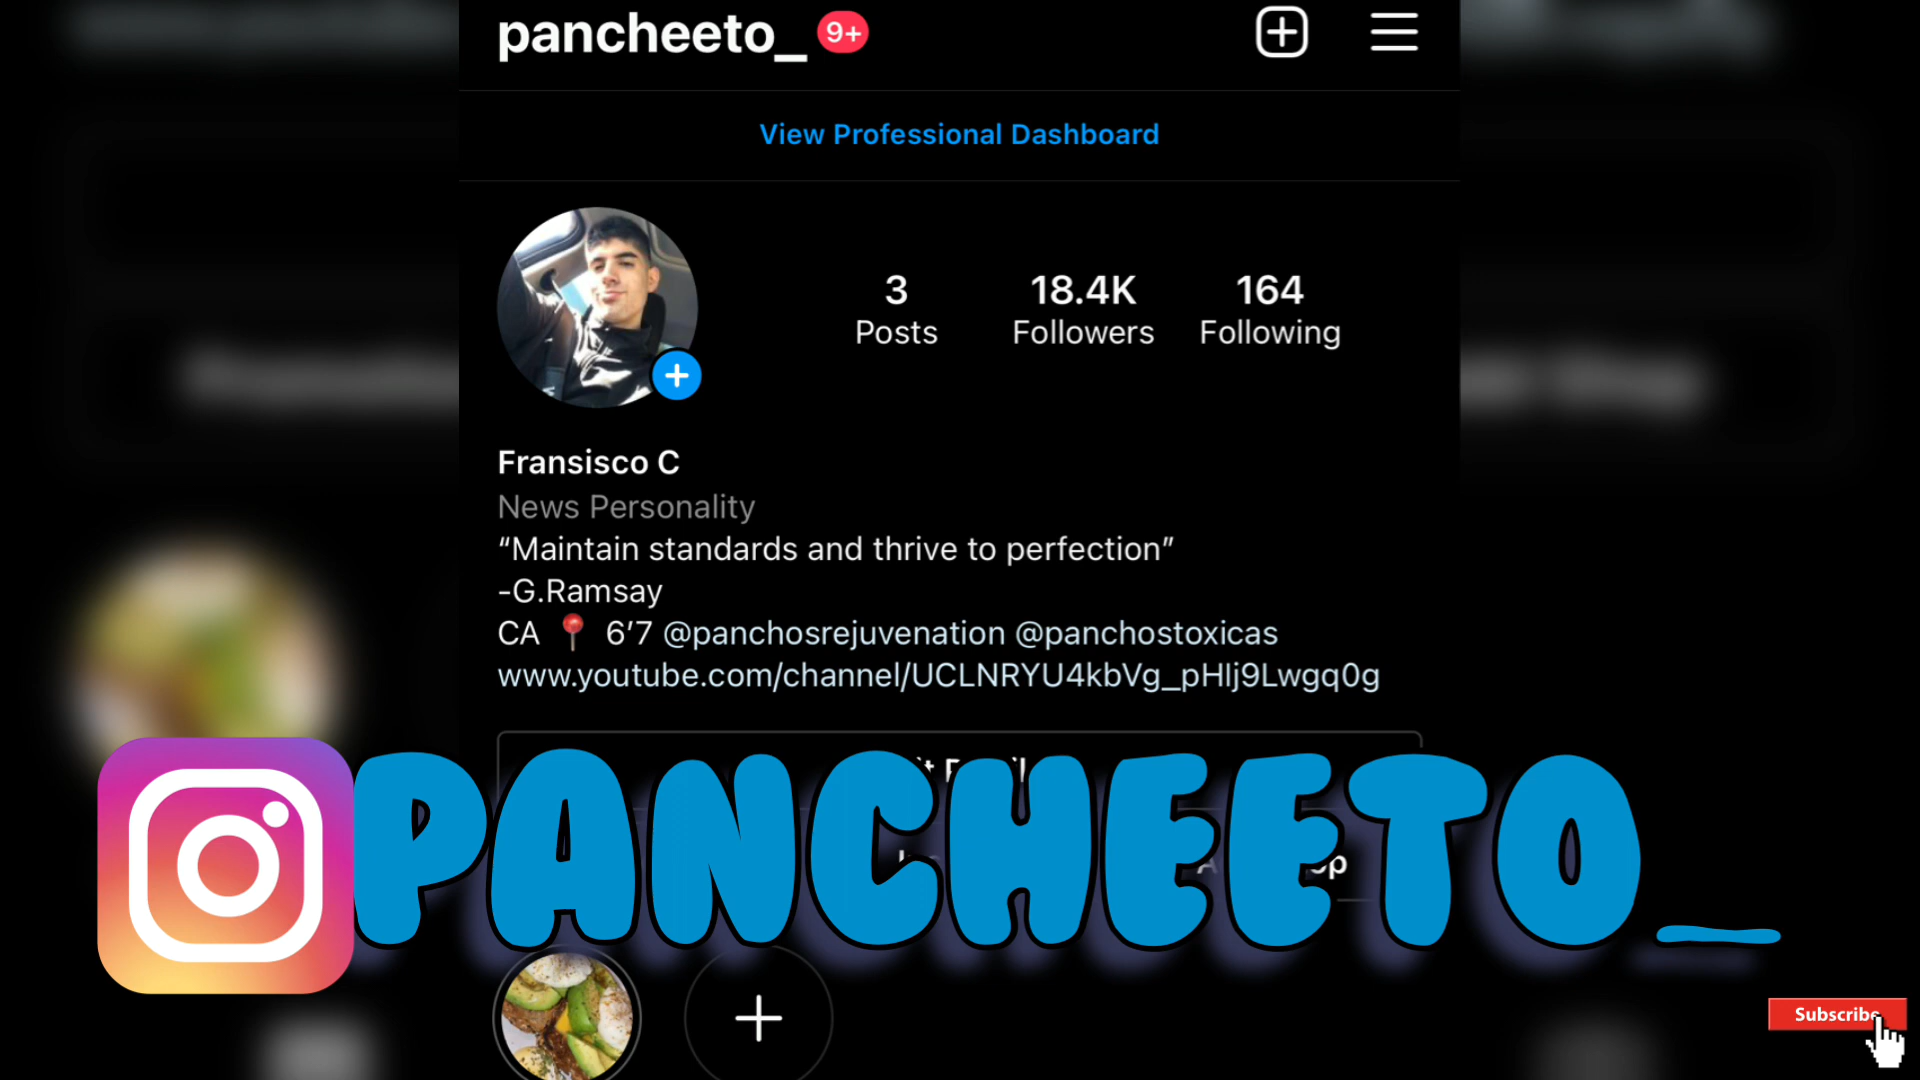 pancheeto_ 9+
View Professional Dashboard
3 18.4K 164
Posts Followers Following
Fransisco C
News Personality
“Maintain standards and thrive to perfection”
-G.Ramsay
CA 📍 6’7 @panchosrejuvenation @panchostoxicas
www.youtube.com/channel/UCLNRYU4kbVg_pHlj9Lwgq0g
PANCHEETO_
Subscribe